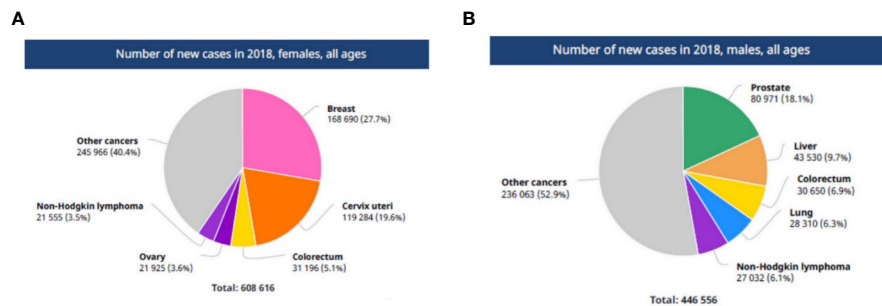 A
Number of new cases in 2018, females, all ages
Breast
168 690 (27.7%)
Other cancers
245 966 (40.4%)
Non-Hodgkin lymphoma
21 555 (3.5%)
Cervix uteri
119 284 (19.6%)
Ovary
21 925 (3.6%)
Colorectum
31 196 (5.1%)
Total: 608 616
B
Number of new cases in 2018, males, all ages
Prostate
80 971 (18.1%)
Liver
43 530 (9.7%)
Other cancers
236 063 (52.9%)
Colorectum
30 650 (6.9%)
Lung
28 310 (6.3%)
Non-Hodgkin lymphoma
27 032 (6.1%)
Total: 446 556